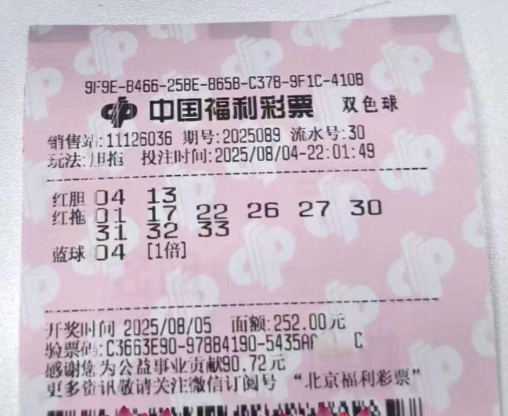 9F9E-B466-25BE-865B-C37B-9F1C-410B
中国福利彩票 双色球
销售站:11126036 期号:2025089 流水号:30
玩法:胆拖 投注时间:2025/08/04-22:01:49
红胆 04 13
红拖 01 17 22 26 27 30
31 32 33
蓝球 04 [1倍]
开奖时间 2025/08/05 面额:252.00元
验票码:C3663E90-97884190-5435 C
感谢您为公益事业贡献90.72元
更多资讯敬请关注微信订阅号 “北京福利彩票”